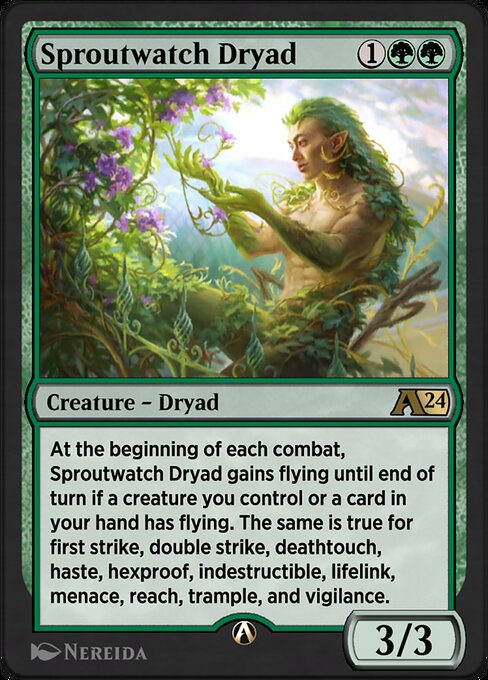 Sproutwatch Dryad 1
Creature – Dryad A24
At the beginning of each combat,
Sproutwatch Dryad gains flying until end of
turn if a creature you control or a card in
your hand has flying. The same is true for
first strike, double strike, deathtouch,
haste, hexproof, indestructible, lifelink,
menace, reach, trample, and vigilance.
3/3
Nereida